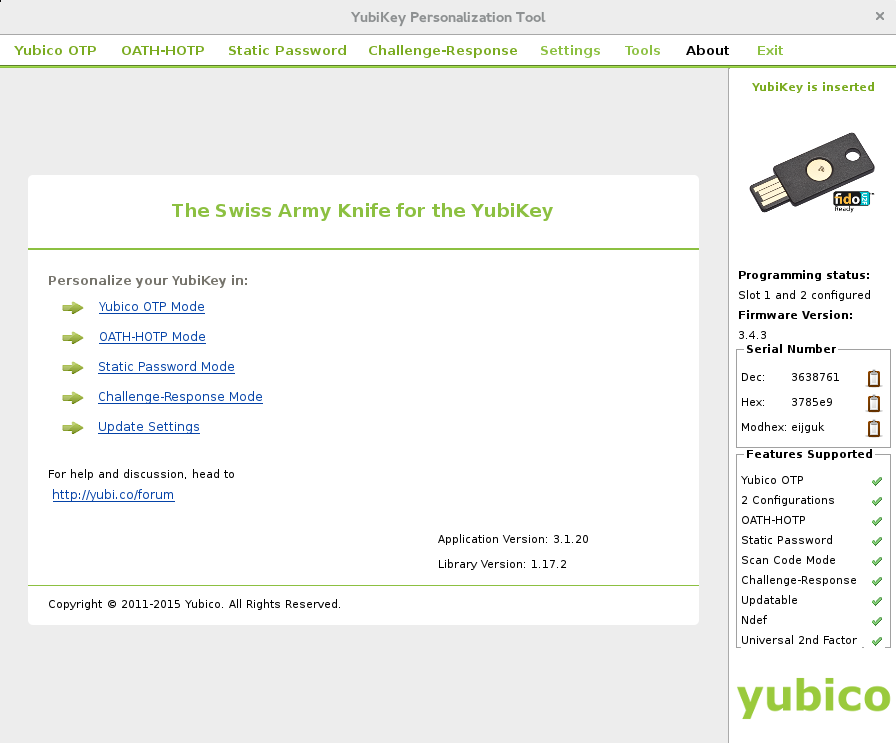 YubiKey Personalization Tool
Yubico OTP OATH-HOTP Static Password Challenge-Response Settings Tools About Exit
YubiKey is inserted
fido
U2F
Ready
The Swiss Army Knife for the YubiKey
Personalize your YubiKey in:
Yubico OTP Mode
OATH-HOTP Mode
Static Password Mode
Challenge-Response Mode
Update Settings
For help and discussion, head to
http://yubi.co/forum
Application Version: 3.1.20
Library Version: 1.17.2
Copyright © 2011-2015 Yubico. All Rights Reserved.
Programming status:
Slot 1 and 2 configured
Firmware Version:
3.4.3
Serial Number
Dec: 3638761
Hex: 3785e9
Modhex: eijguk
Features Supported
Yubico OTP
2 Configurations
OATH-HOTP
Static Password
Scan Code Mode
Challenge-Response
Updatable
Ndef
Universal 2nd Factor
yubico